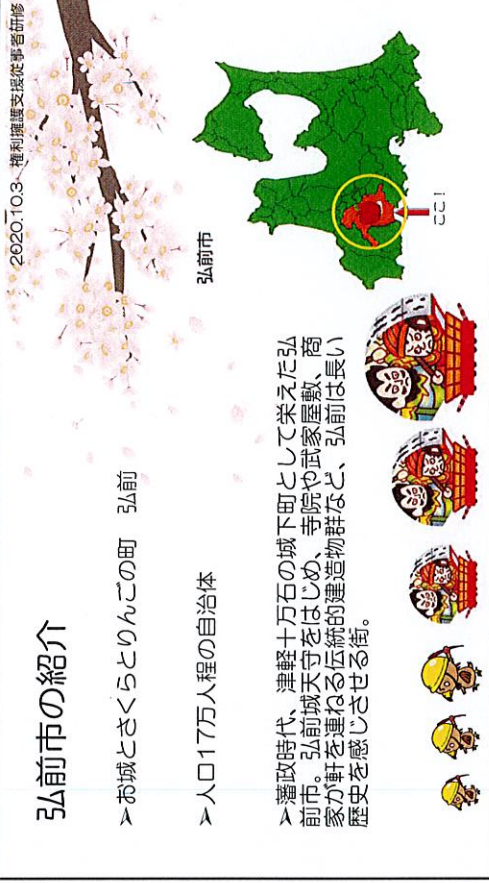 2020.10.3 権利擁護支援従事者研修
弘前市の紹介
➤お城とさくらとりんごの町　弘前
➤人口17万人程の自治体
➤藩政時代、津軽十万石の城下町として栄えた弘
前市。弘前城天守をはじめ、寺院や武家屋敷、商
家が軒を連ねる伝統的建造物群など、弘前は長い
歴史を感じさせる街。
弘前市
ここ！